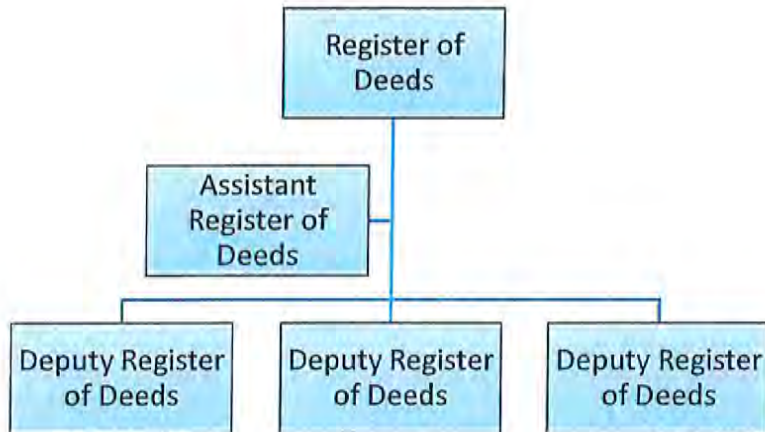 Register of
Deeds
Assistant
Register of
Deeds
Deputy Register
of Deeds
Deputy Register
of Deeds
Deputy Register
of Deeds